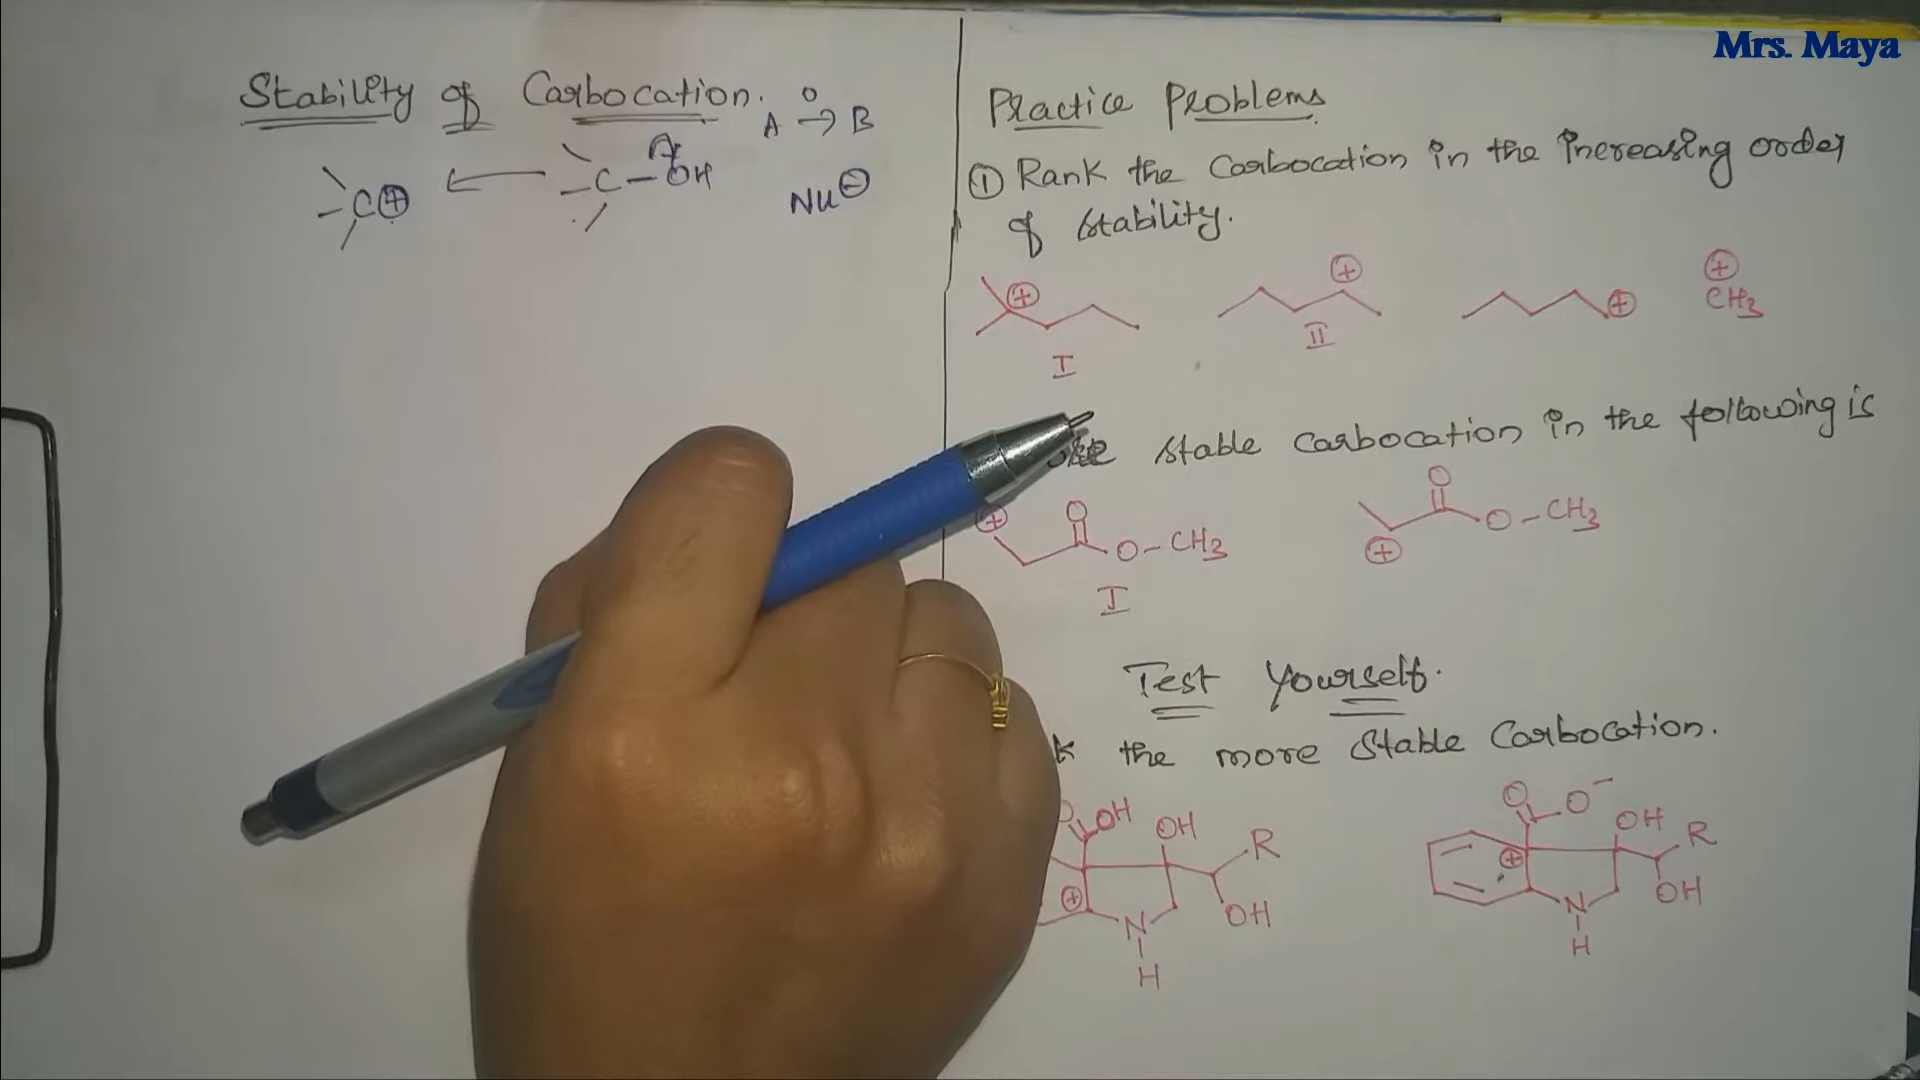 Mrs. Maya
Stability of Carbocation.
A → B
C⊕ ← C-OH
Nu⊖
Practice Problems
① Rank the Carbocation in the increasing order
of stability.
⊕
⊕ ⊕ ⊕ CH3
I II
stable carbocation in the following is
O
O
⊕ O-CH3 ⊕ O-CH3
I
Test Yourself.
the more Stable Carbocation.
O OH OH R
⊕ OH
N
H
O O⁻ OH R
⊕ OH
N
H